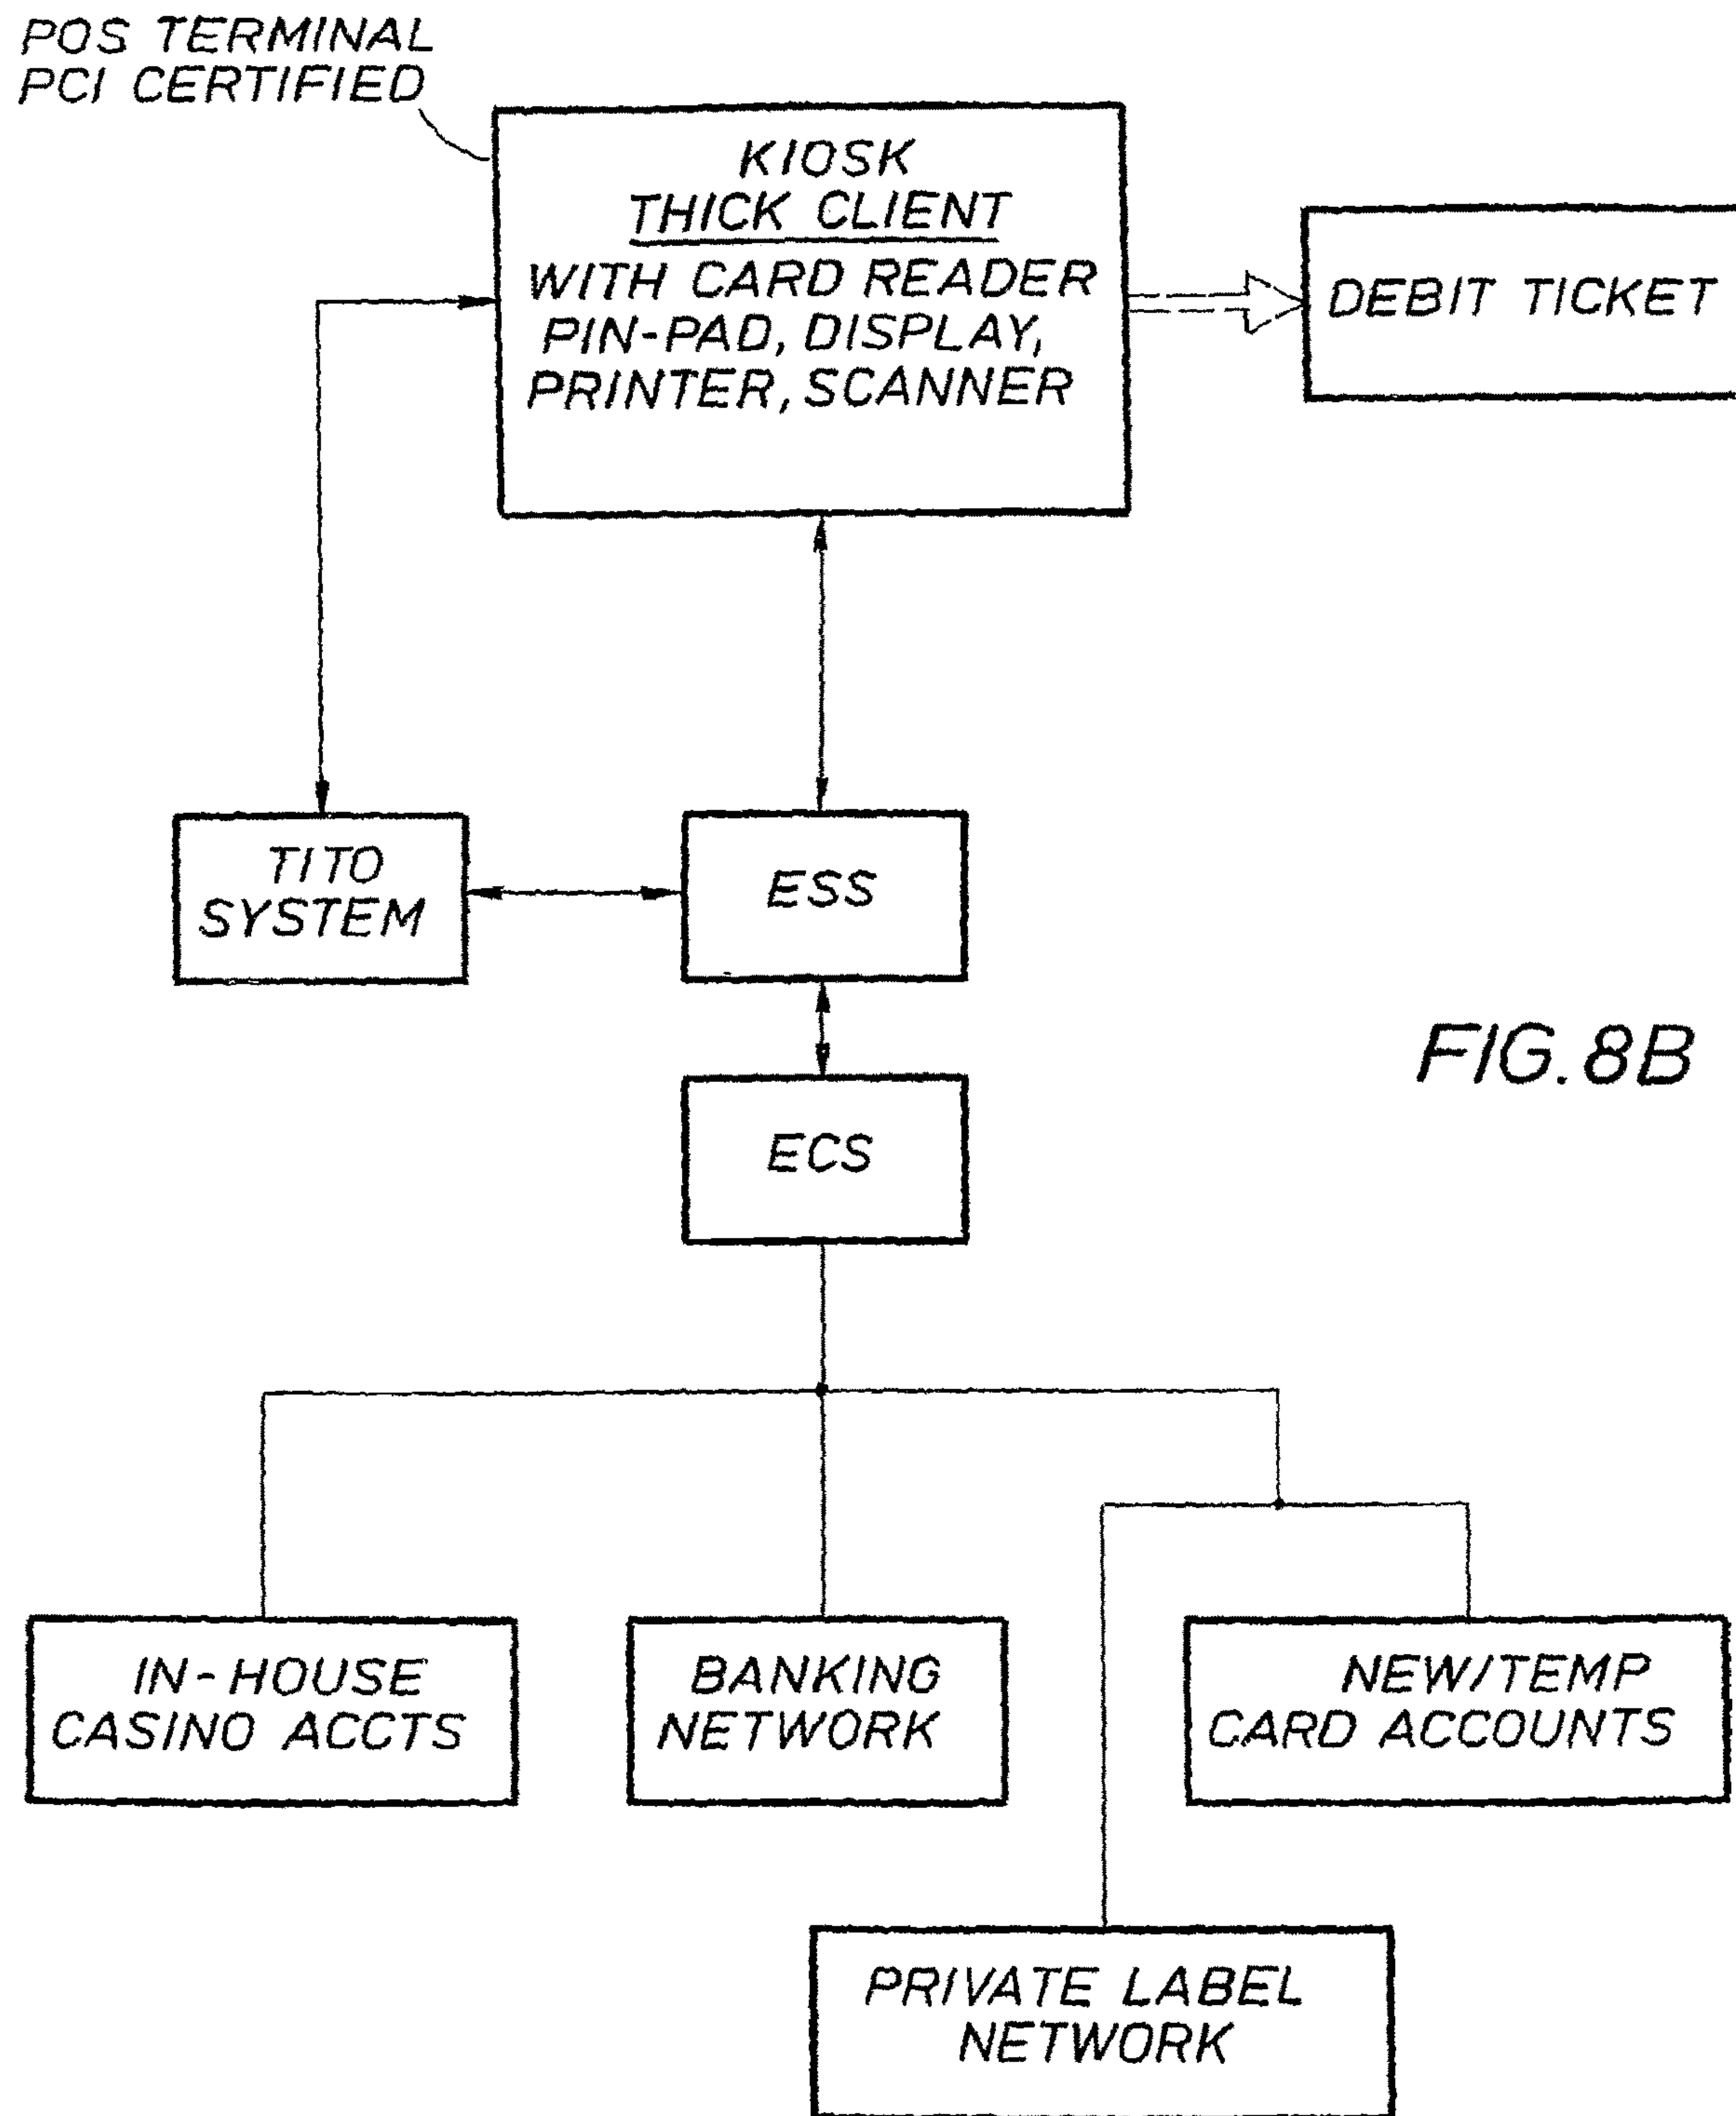 POS TERMINAL
PCI CERTIFIED
KIOSK
THICK CLIENT
WITH CARD READER
PIN-PAD, DISPLAY,
PRINTER, SCANNER
DEBIT TICKET
TITO
SYSTEM
ESS
ECS
FIG. 8B
IN-HOUSE
CASINO ACCTS
BANKING
NETWORK
NEW/TEMP
CARD ACCOUNTS
PRIVATE LABEL
NETWORK